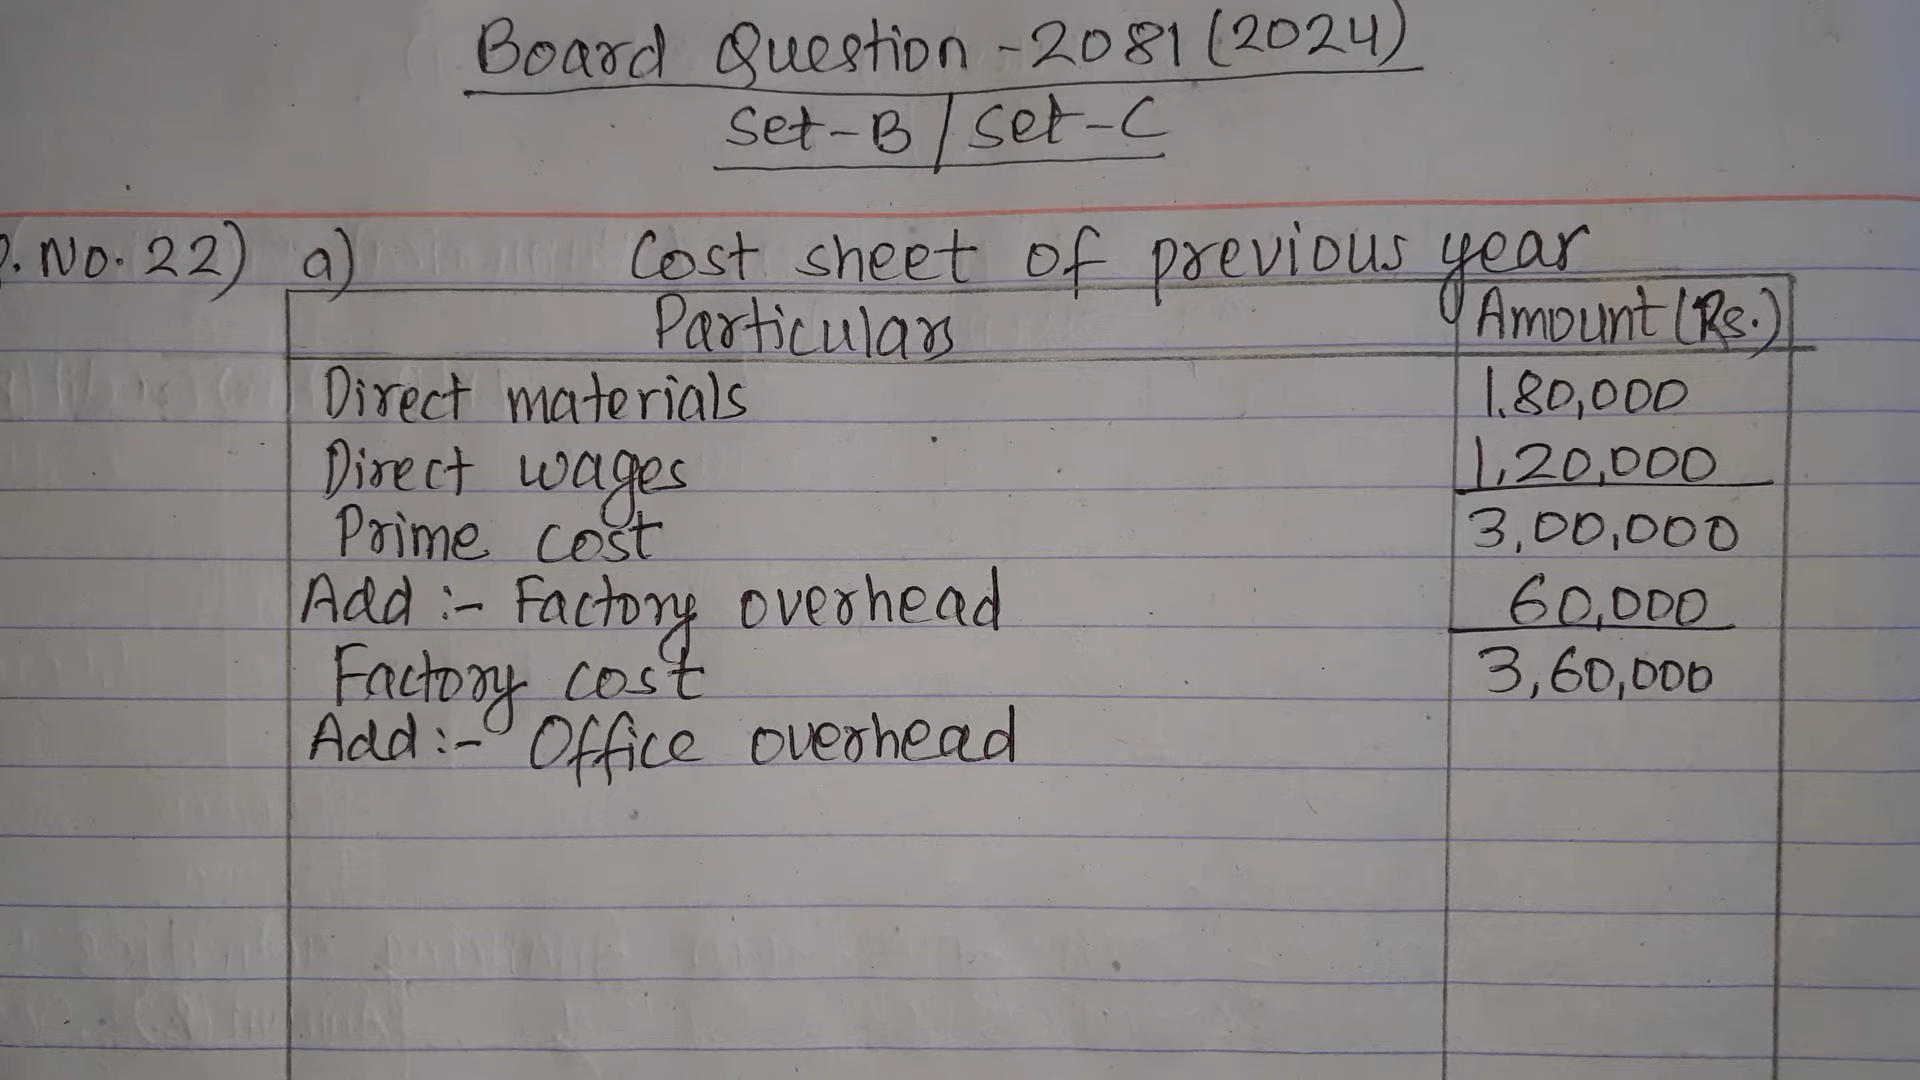 Board Question - 2081 (2024)
Set-B / Set-C
. No. 22) a) Cost sheet of previous year
Particulars Amount (Rs.)
Direct materials 1,80,000
Direct wages 1,20,000
Prime cost 3,00,000
Add :- Factory overhead 60,000
Factory cost 3,60,000
Add :- Office overhead